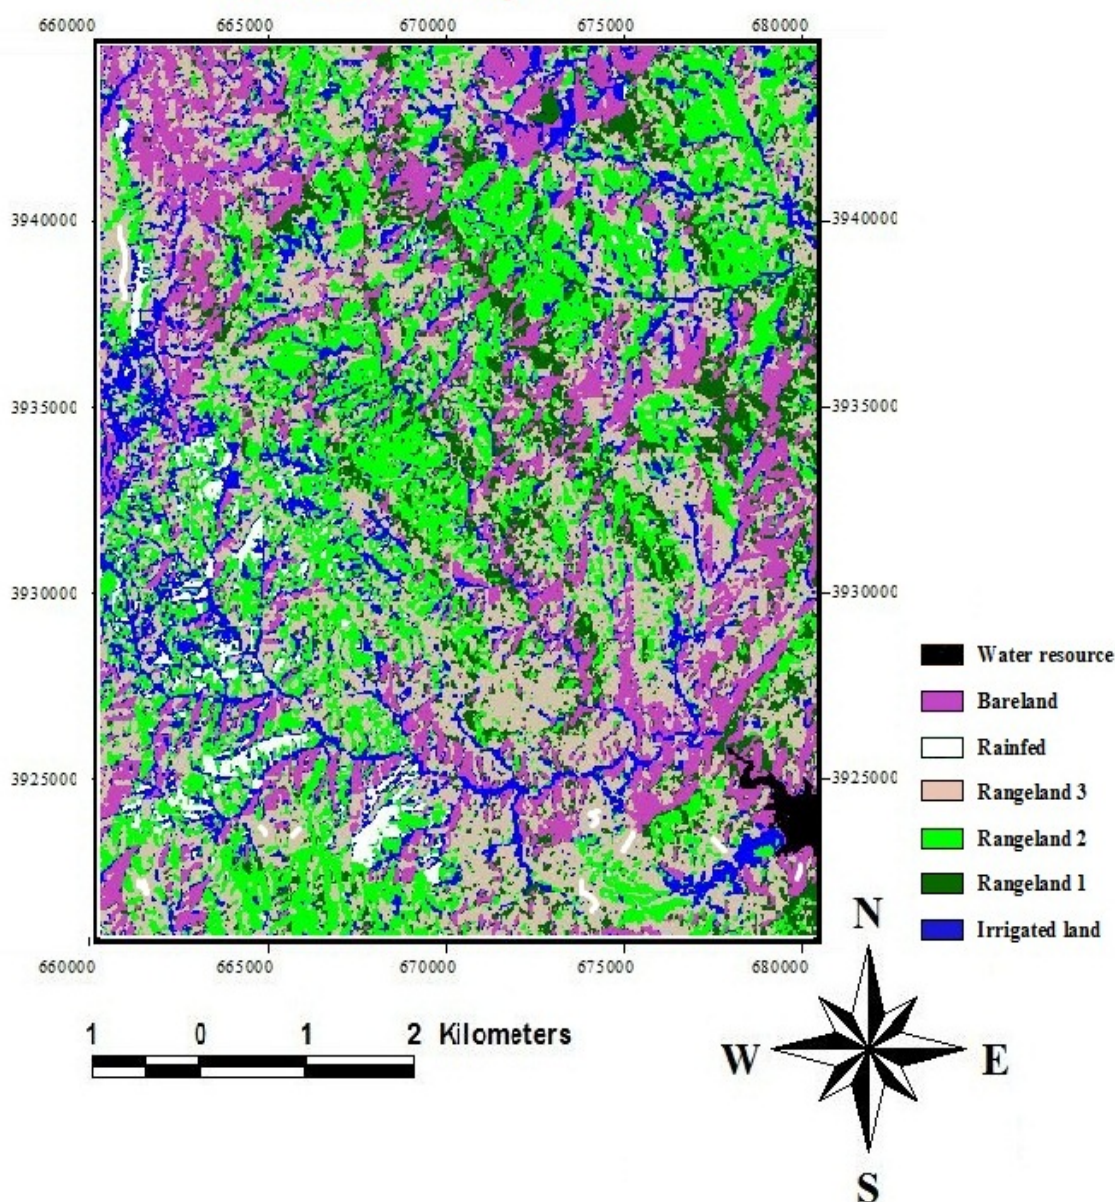 660000 665000 670000 675000 680000
3940000 3940000
3935000 3935000
3930000 3930000
Water resource
Bareland
Rainfed
3925000 3925000
Rangeland 3
Rangeland 2
Rangeland 1
N
Irrigated land
660000 665000 670000 675000 680000
1 0 1 2 Kilometers
W E
S